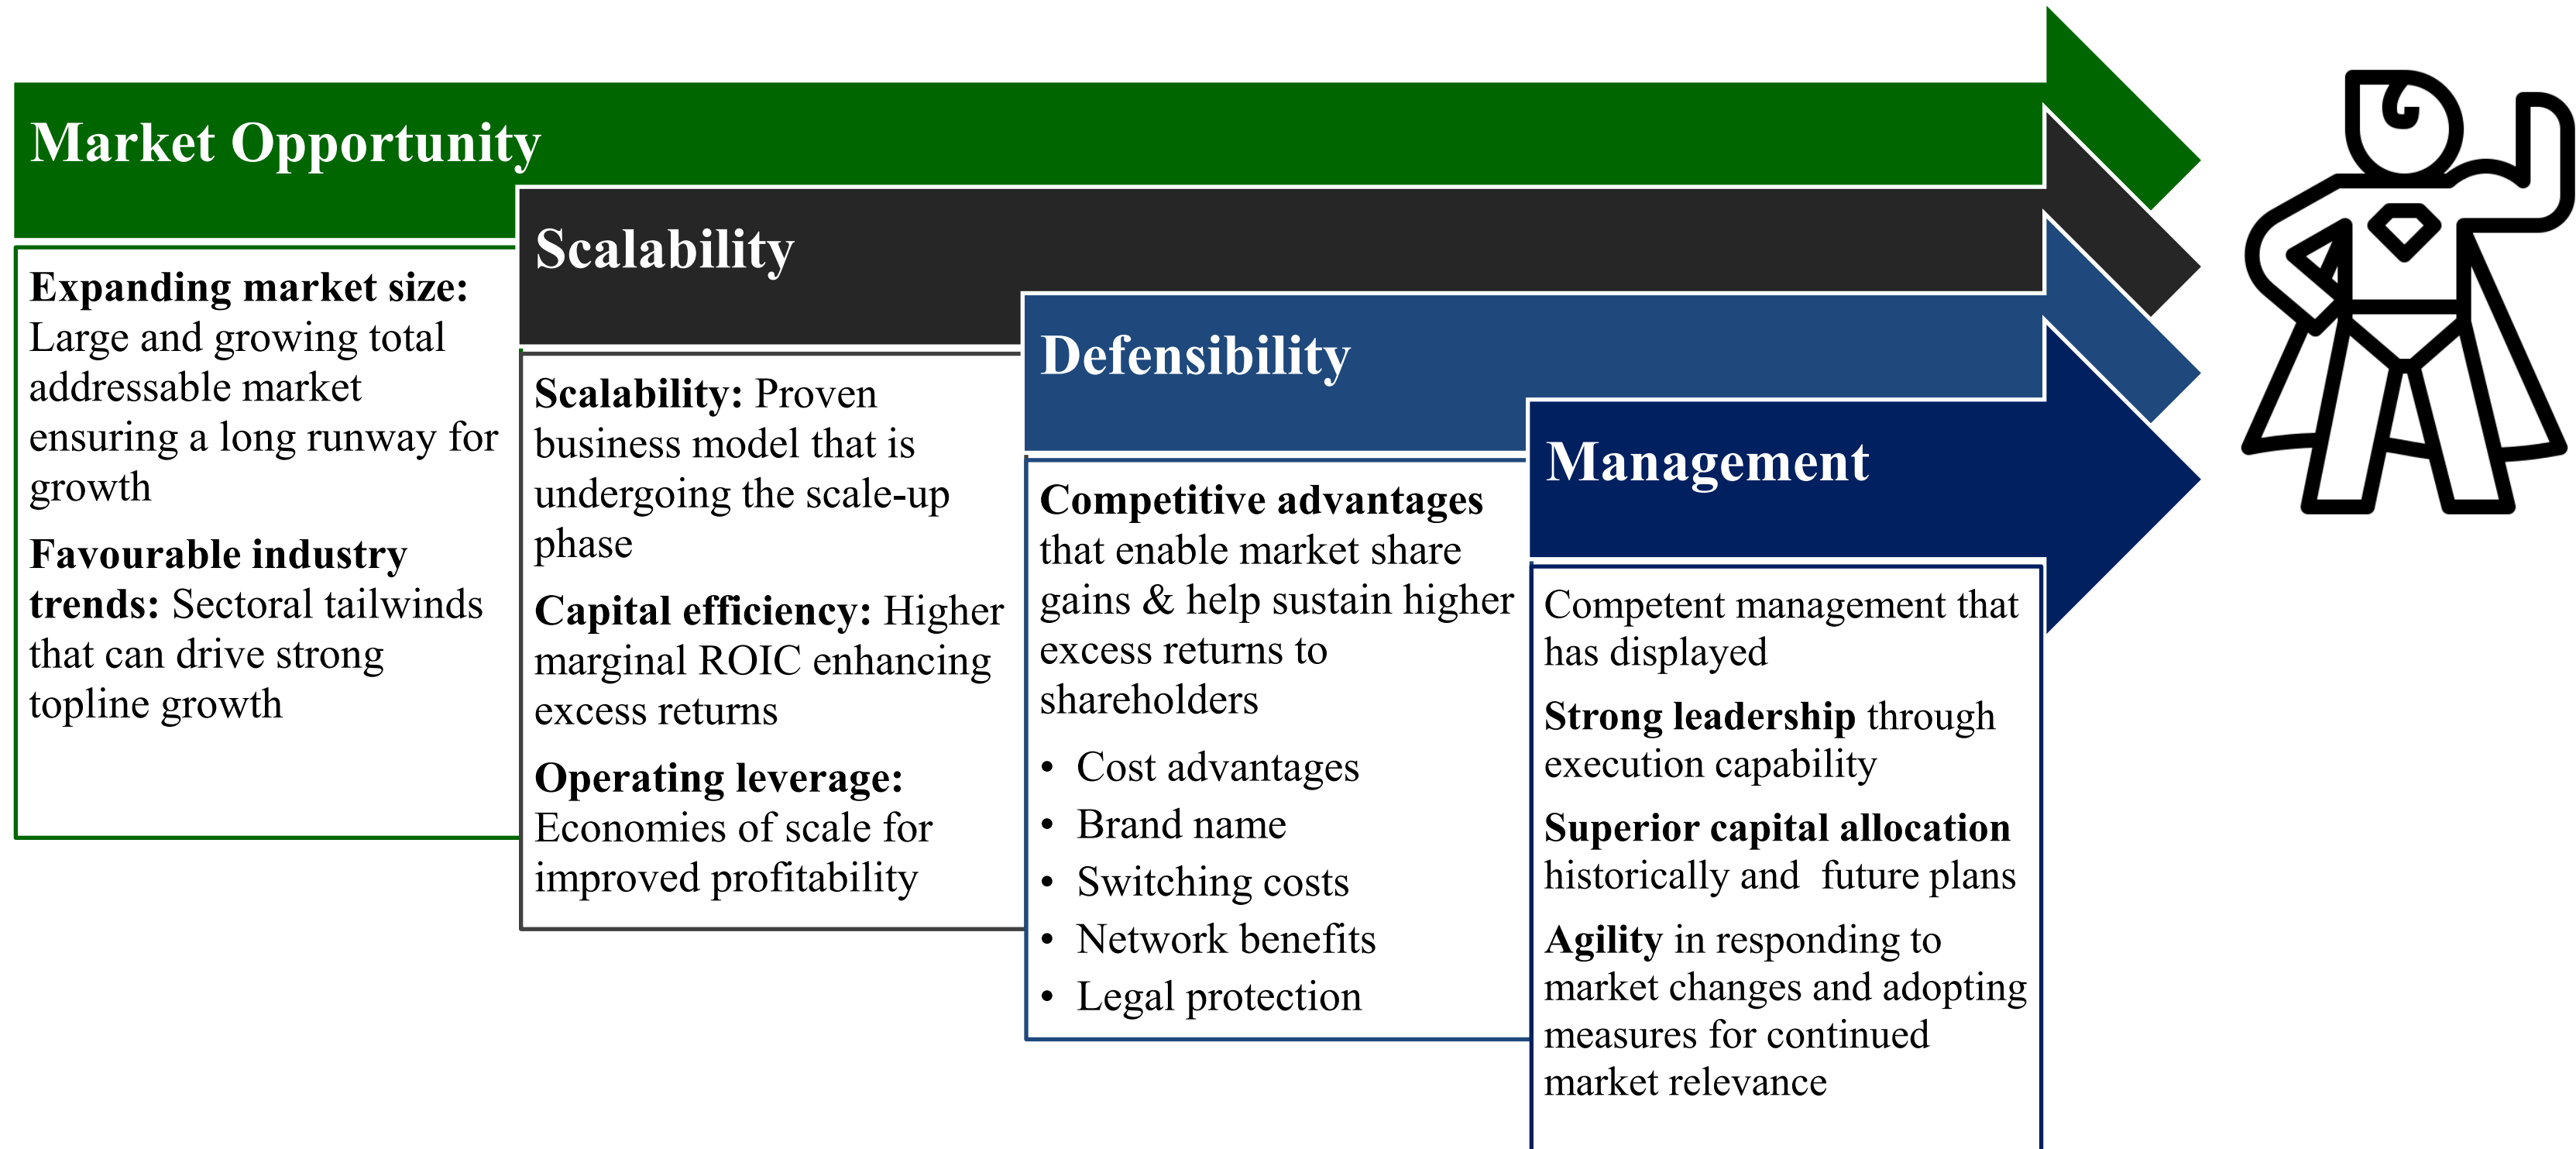 Market Opportunity
Expanding market size:
Large and growing total
addressable market
ensuring a long runway for
growth
Favourable industry
trends: Sectoral tailwinds
that can drive strong
topline growth
Scalability
Scalability: Proven
business model that is
undergoing the scale-up
phase
Capital efficiency: Higher
marginal ROIC enhancing
excess returns
Operating leverage:
Economies of scale for
improved profitability
Defensibility
Competitive advantages
that enable market share
gains & help sustain higher
excess returns to
shareholders
• Cost advantages
• Brand name
• Switching costs
• Network benefits
• Legal protection
Management
Competent management that
has displayed
Strong leadership through
execution capability
Superior capital allocation
historically and  future plans
Agility in responding to
market changes and adopting
measures for continued
market relevance